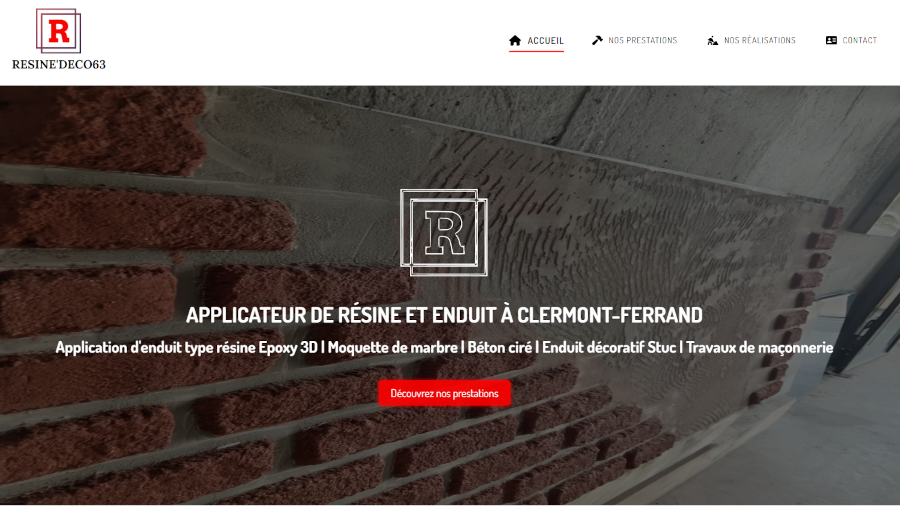 R
RESINE'DECO63
ACCUEIL
NOS PRESTATIONS
NOS RÉALISATIONS
CONTACT
R
APPLICATEUR DE RÉSINE ET ENDUIT À CLERMONT-FERRAND
Application d'enduit type résine Epoxy 3D | Moquette de marbre | Béton ciré | Enduit décoratif Stuc | Travaux de maçonnerie
Découvrez nos prestations